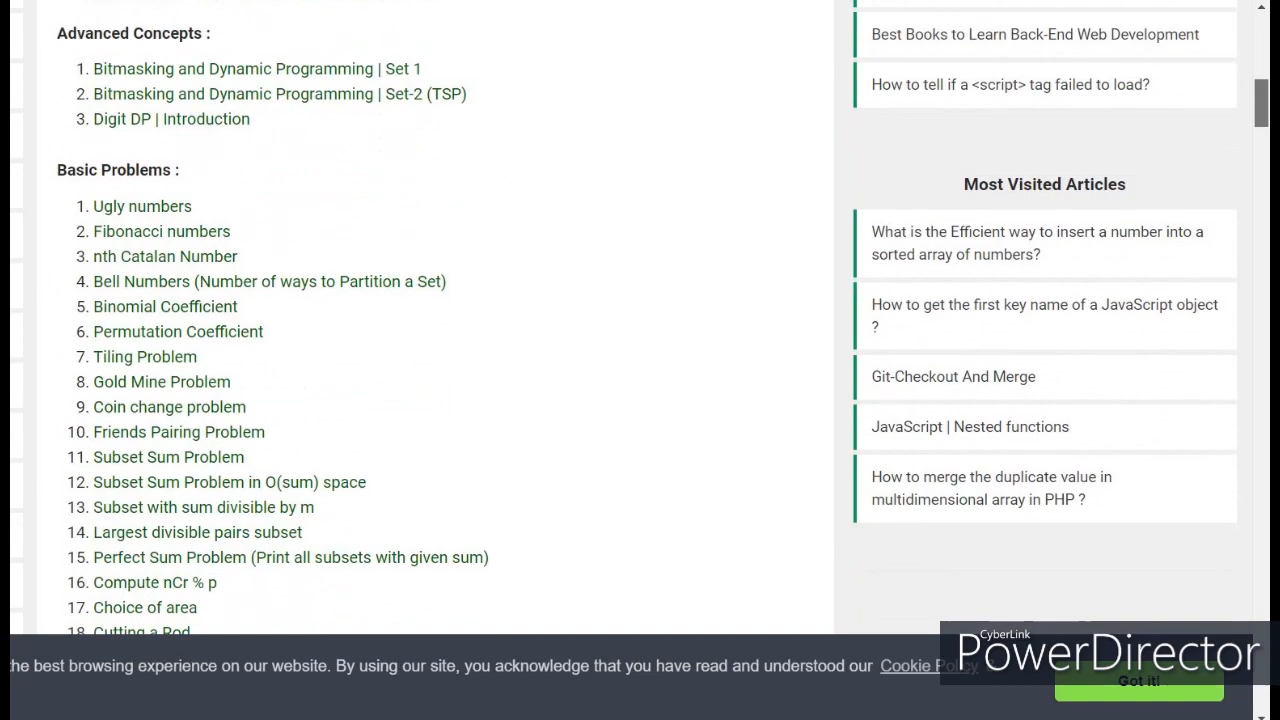 Advanced Concepts :
1. Bitmasking and Dynamic Programming | Set 1
2. Bitmasking and Dynamic Programming | Set-2 (TSP)
3. Digit DP | Introduction
Basic Problems :
1. Ugly numbers
2. Fibonacci numbers
3. nth Catalan Number
4. Bell Numbers (Number of ways to Partition a Set)
5. Binomial Coefficient
6. Permutation Coefficient
7. Tiling Problem
8. Gold Mine Problem
9. Coin change problem
10. Friends Pairing Problem
11. Subset Sum Problem
12. Subset Sum Problem in O(sum) space
13. Subset with sum divisible by m
14. Largest divisible pairs subset
15. Perfect Sum Problem (Print all subsets with given sum)
16. Compute nCr % p
17. Choice of area
18. Cutting a Rod
Best Books to Learn Back-End Web Development
How to tell if a <script> tag failed to load?
Most Visited Articles
What is the Efficient way to insert a number into a
sorted array of numbers?
How to get the first key name of a JavaScript object
?
Git-Checkout And Merge
JavaScript | Nested functions
How to merge the duplicate value in
multidimensional array in PHP ?
the best browsing experience on our website. By using our site, you acknowledge that you have read and understood our Cookie Policy
Got it!
CyberLink
PowerDirector